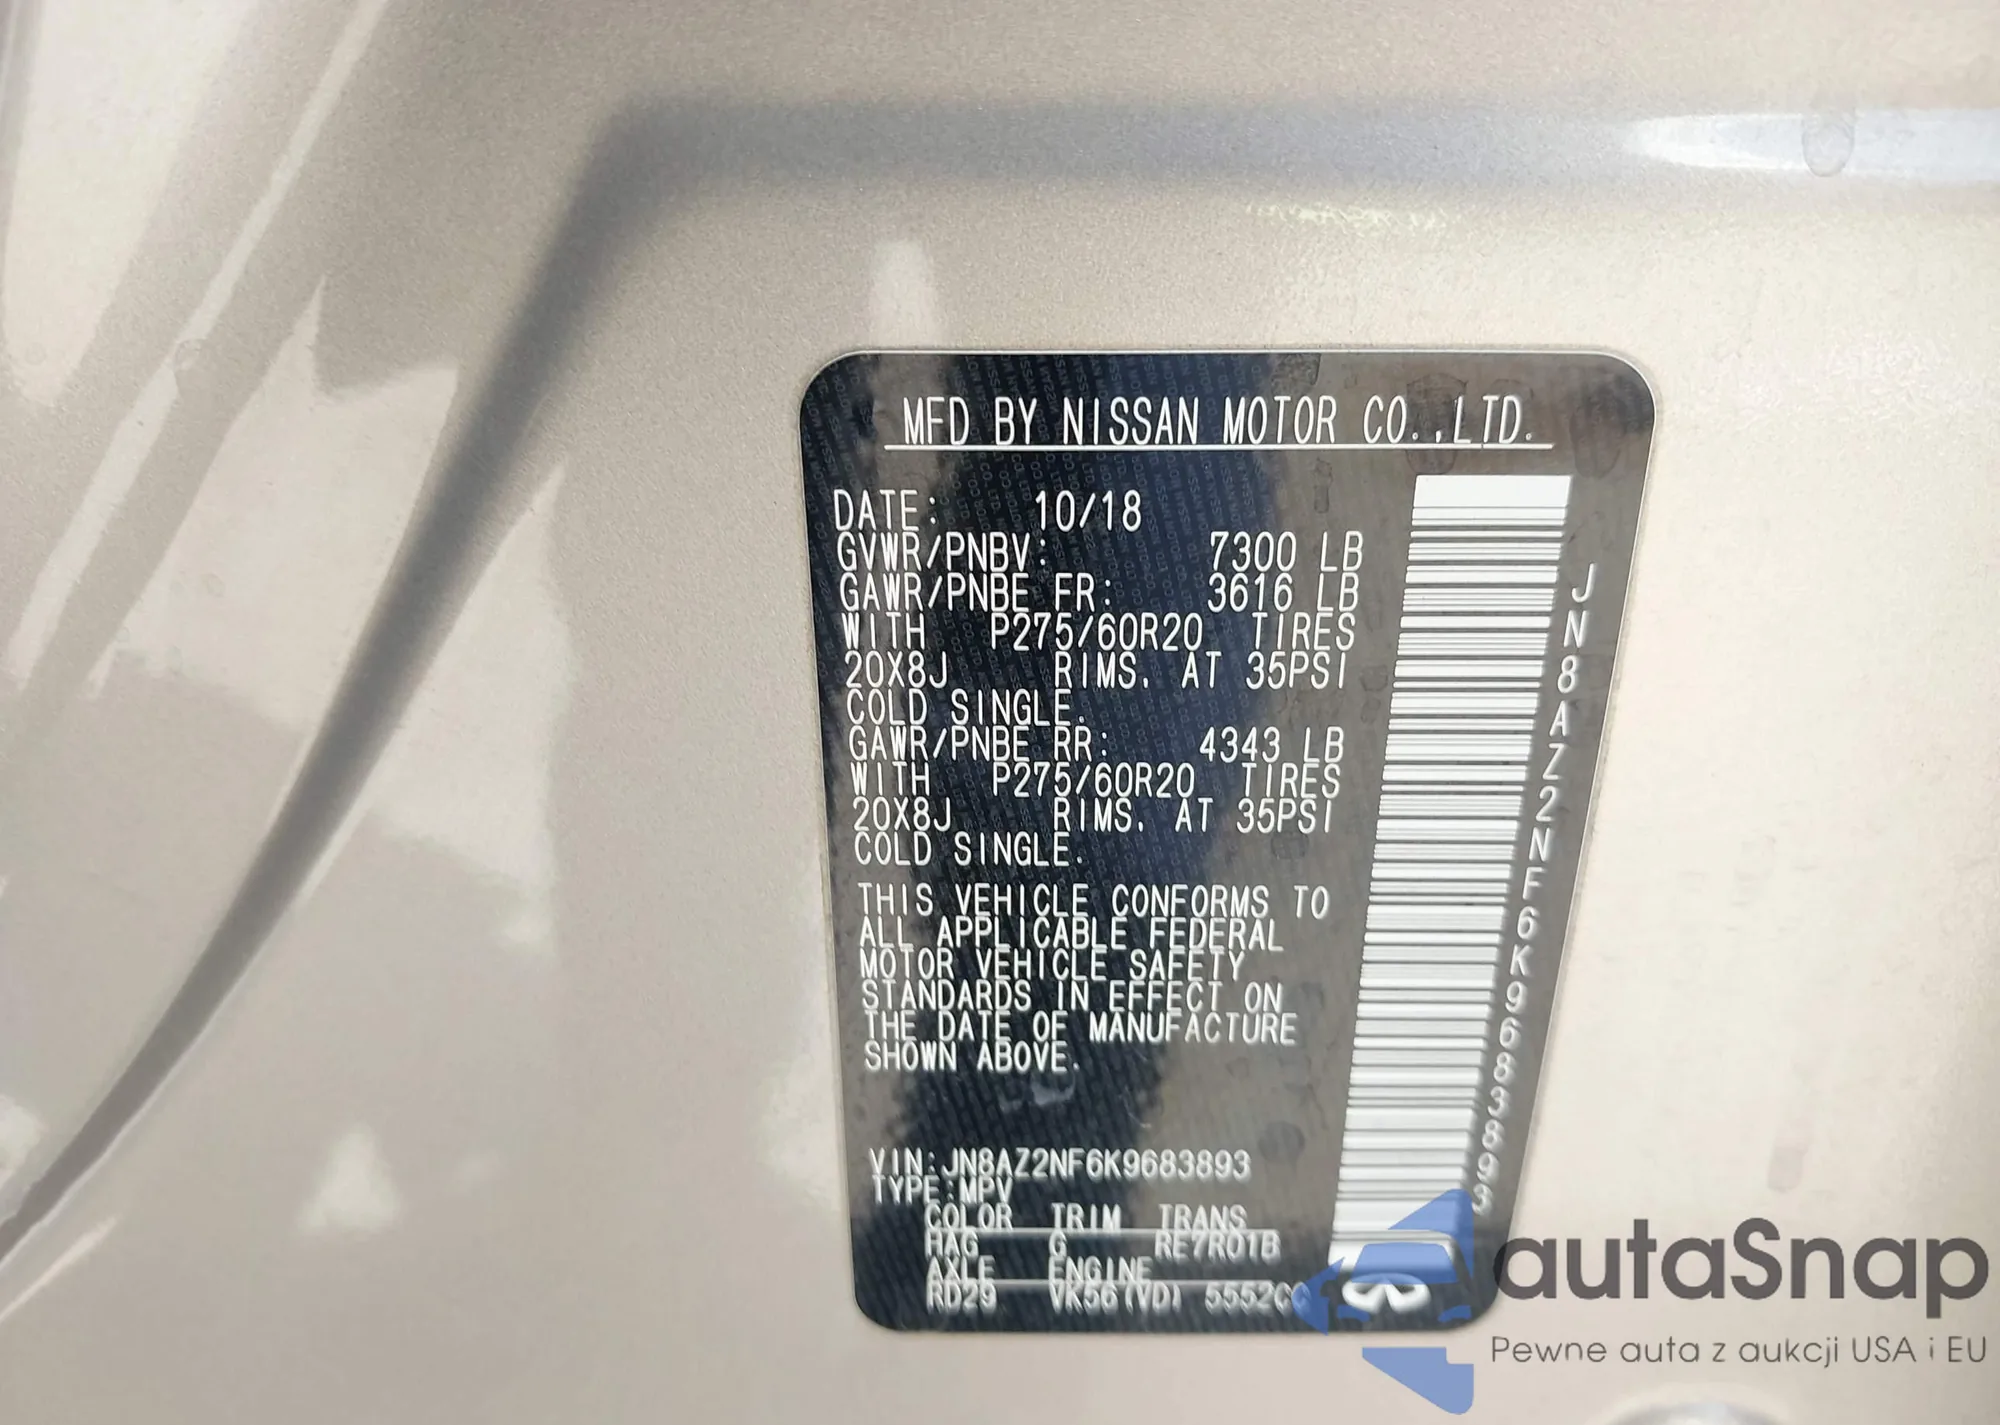 MFD BY NISSAN MOTOR CO.,LTD.
DATE: 10/18
GVWR/PNBV: 7300 LB
GAWR/PNBE FR: 3616 LB
WITH P275/60R20 TIRES
20X8J RIMS. AT 35PSI
COLD SINGLE.
GAWR/PNBE RR: 4343 LB
WITH P275/60R20 TIRES
20X8J RIMS. AT 35PSI
COLD SINGLE.
THIS VEHICLE CONFORMS TO
ALL APPLICABLE FEDERAL
MOTOR VEHICLE SAFETY
STANDARDS IN EFFECT ON
THE DATE OF MANUFACTURE
SHOWN ABOVE.
VIN:JN8AZ2NF6K9683893
TYPE:MPV
COLOR TRIM TRANS
HAG G RE7R01B
AXLE ENGINE
RD29 VK56(VD) 5552CC
JN8AZ2NF6K9683893
autaSnap
Pewne auta z aukcji USA i EU